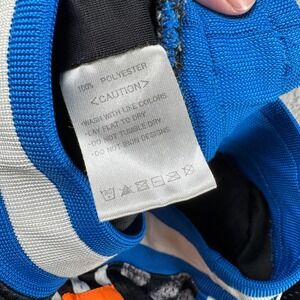 100% POLYESTER
<CAUTION>
-WASH WITH LIKE COLORS
-LAY FLAT TO DRY
-DO NOT TUMBLE DRY
-DO NOT IRON DESIGNS